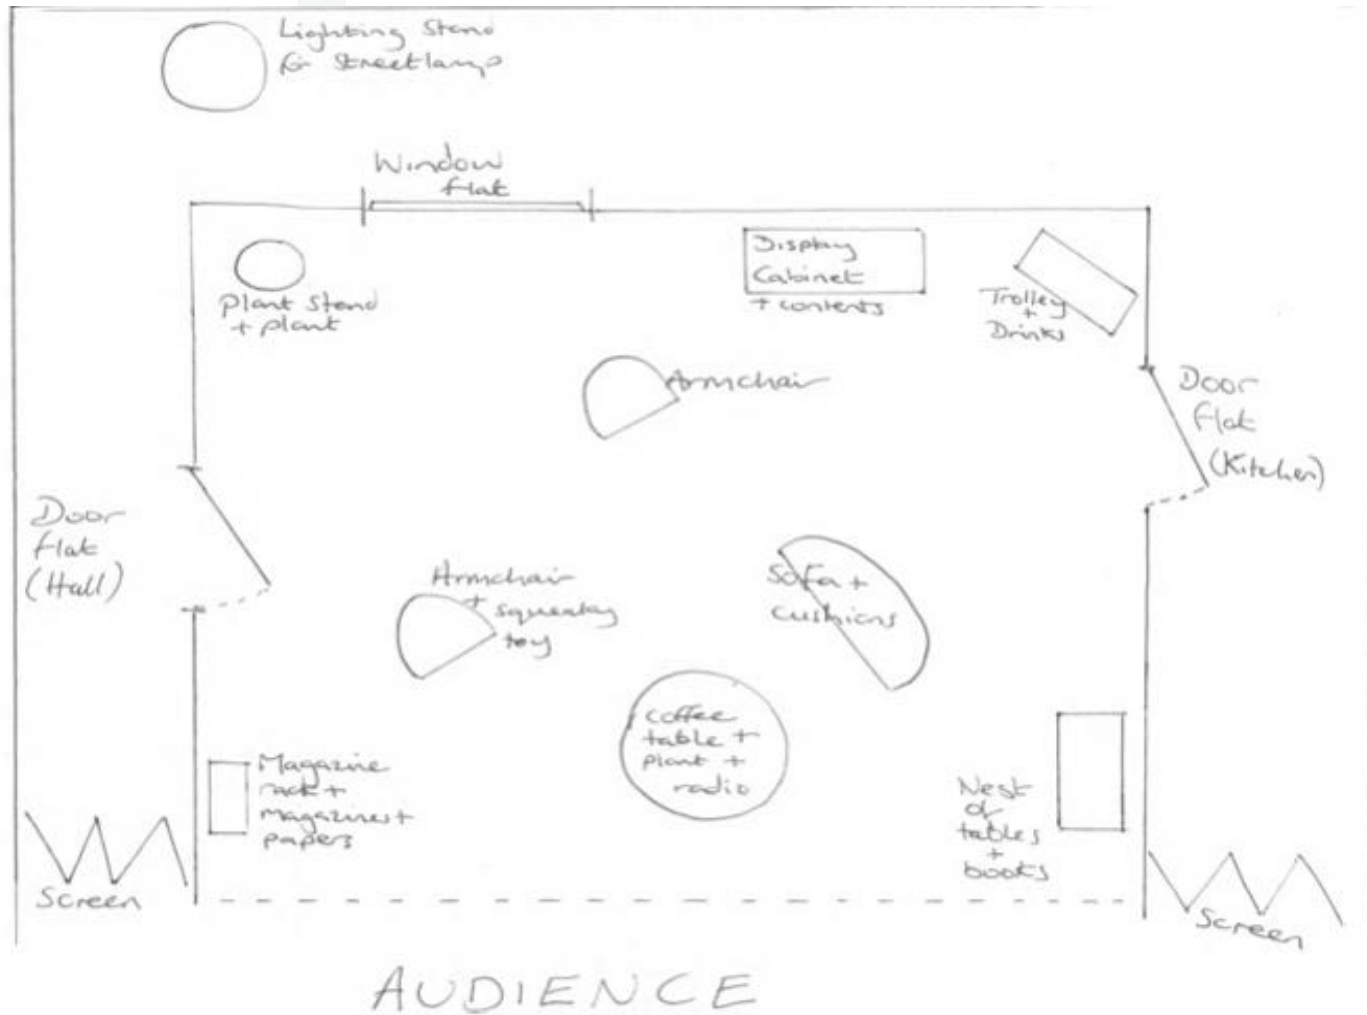 Lighting Stand
for Streetlamp
Window
flat
Display
Cabinet
+ contents
Plant Stand
+ plant
Trolley
+
Drinks
Armchair
Door
flat
(Kitchen)
Door
flat
(Hall)
Armchair
+ squeaky
toy
Sofa +
cushions
coffee
table +
plant +
radio
Magazine
rack +
magazines +
papers
Nest
of
tables
+
books
Screen
Screen
AUDIENCE